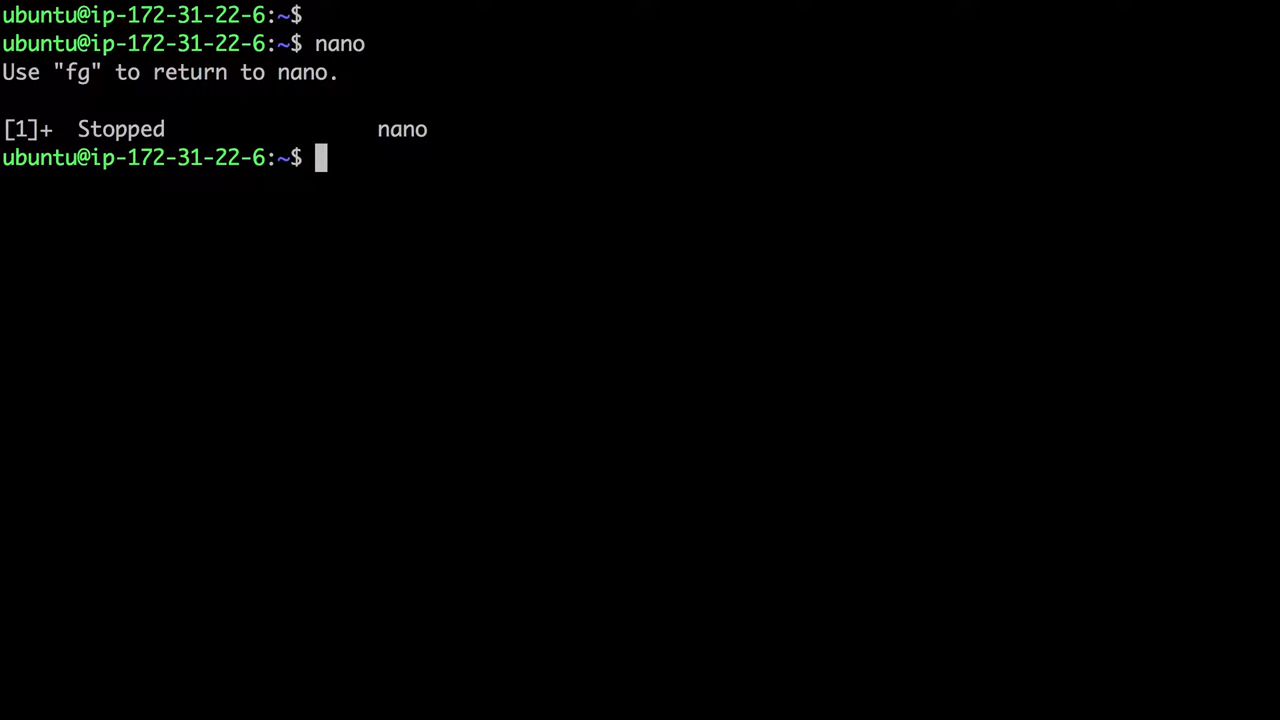 ubuntu@ip-172-31-22-6:~$
ubuntu@ip-172-31-22-6:~$ nano
Use "fg" to return to nano.
[1]+  Stopped                 nano
ubuntu@ip-172-31-22-6:~$